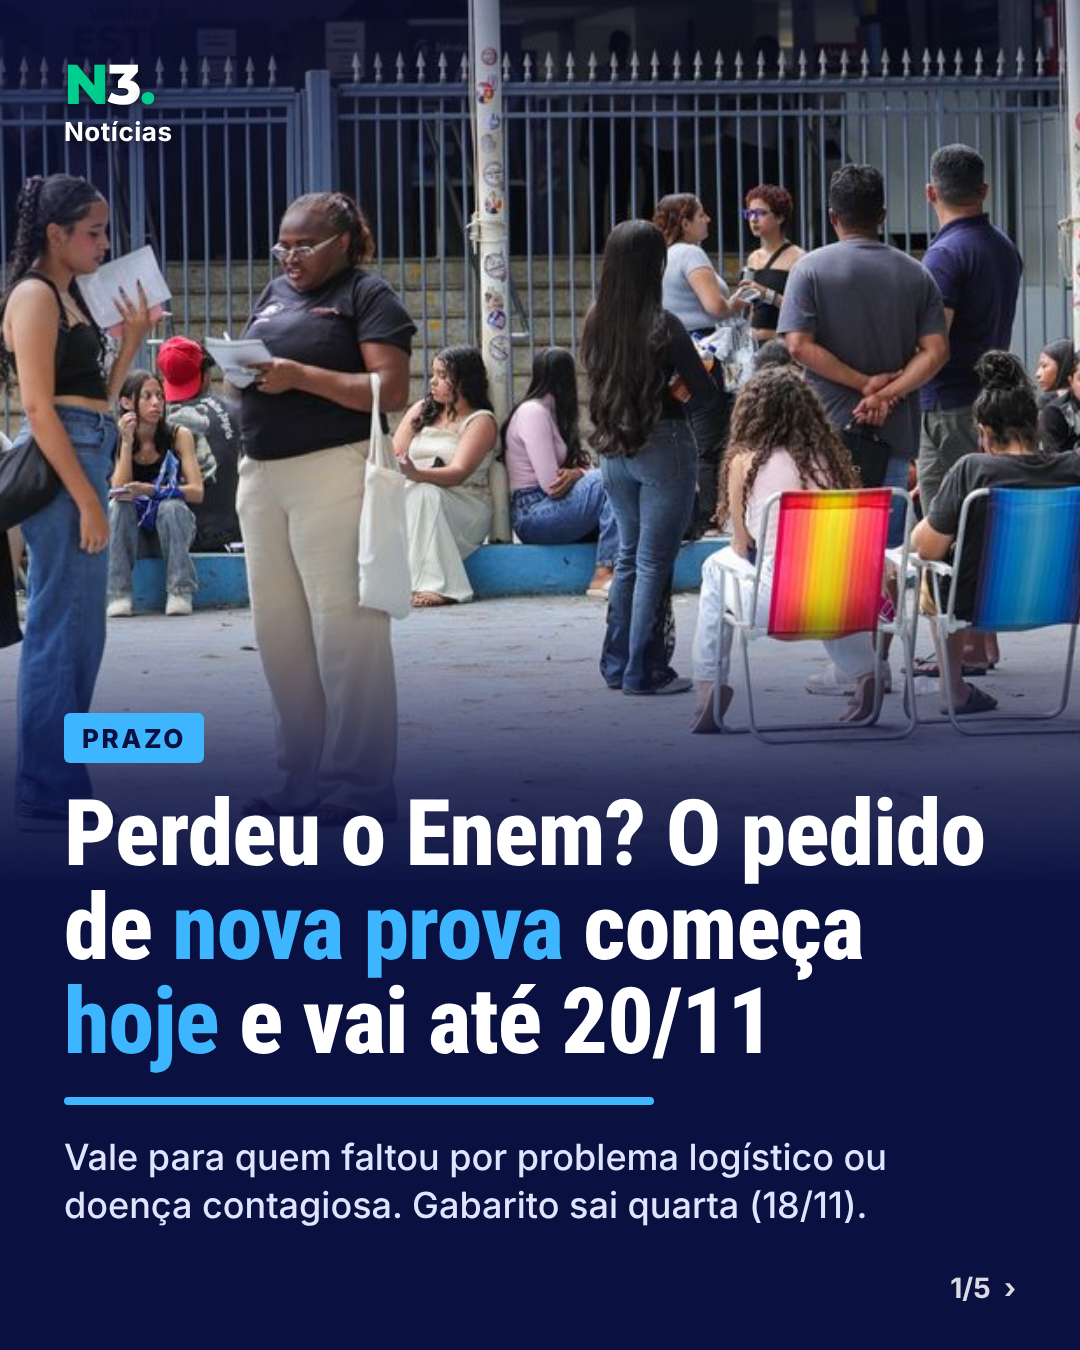 N3.
Notícias
PRAZO
Perdeu o Enem? O pedido
de nova prova começa
hoje e vai até 20/11
Vale para quem faltou por problema logístico ou
doença contagiosa. Gabarito sai quarta (18/11).
1/5 ›